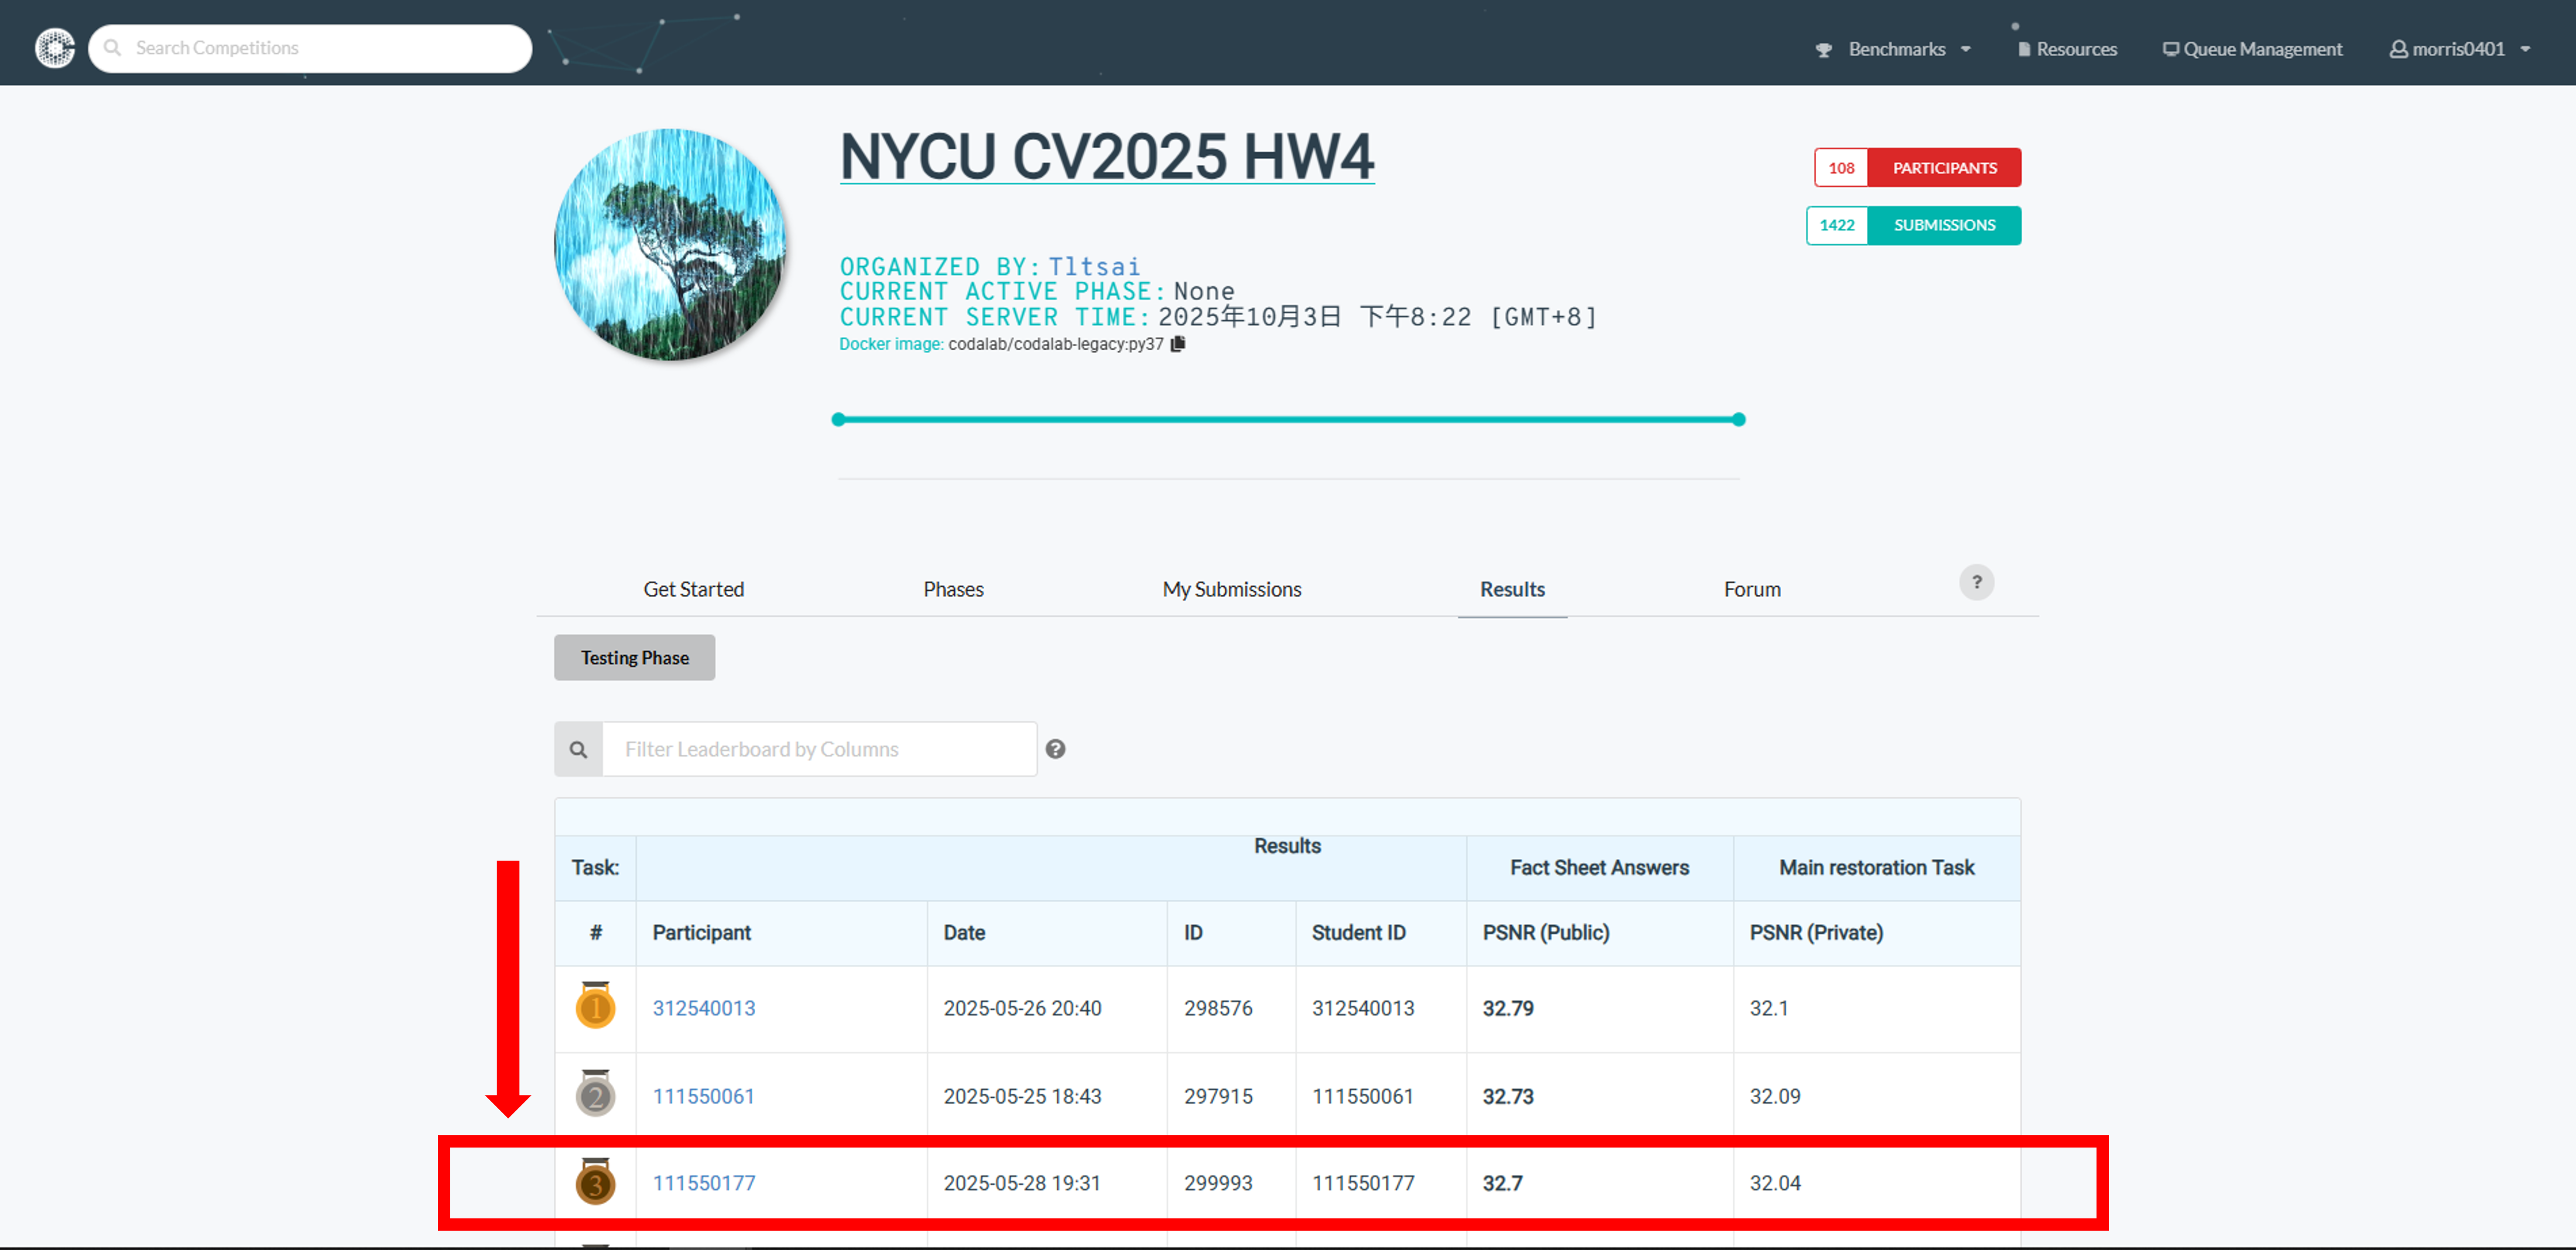 Search Competitions
Benchmarks
Resources
Queue Management
morris0401
NYCU CV2025 HW4
108 PARTICIPANTS
1422 SUBMISSIONS
ORGANIZED BY: Tltsai
CURRENT ACTIVE PHASE: None
CURRENT SERVER TIME: 2025年10月3日 下午8:22 [GMT+8]
Docker image: codalab/codalab-legacy:py37
Get Started Phases My Submissions Results Forum ?
Testing Phase
Filter Leaderboard by Columns ?
Results
Task: Fact Sheet Answers Main restoration Task
# Participant Date ID Student ID PSNR (Public) PSNR (Private)
1 312540013 2025-05-26 20:40 298576 312540013 32.79 32.1
2 111550061 2025-05-25 18:43 297915 111550061 32.73 32.09
3 111550177 2025-05-28 19:31 299993 111550177 32.7 32.04